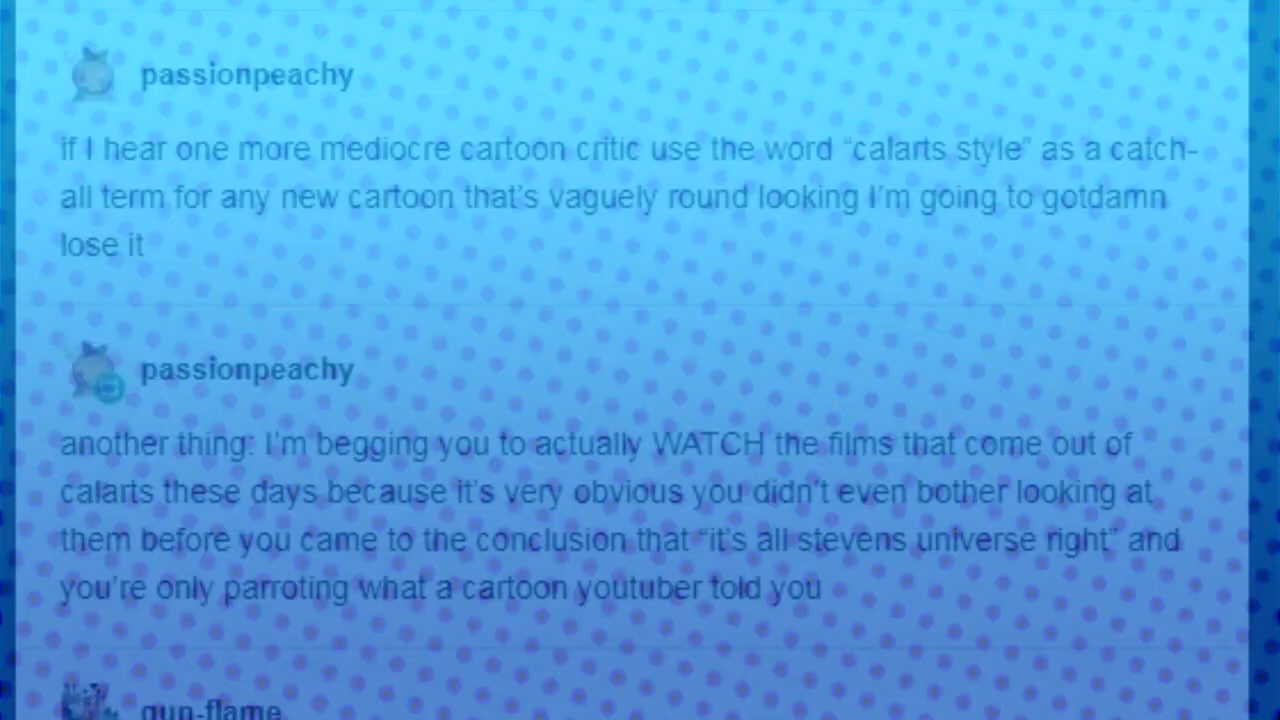 passionpeachy
if I hear one more mediocre cartoon critic use the word “calarts style” as a catch-
all term for any new cartoon that’s vaguely round looking I’m going to gotdamn
lose it
passionpeachy
another thing: I’m begging you to actually WATCH the films that come out of
calarts these days because it’s very obvious you didn’t even bother looking at
them before you came to the conclusion that “it’s all stevens universe right” and
you’re only parroting what a cartoon youtuber told you
gun-flame